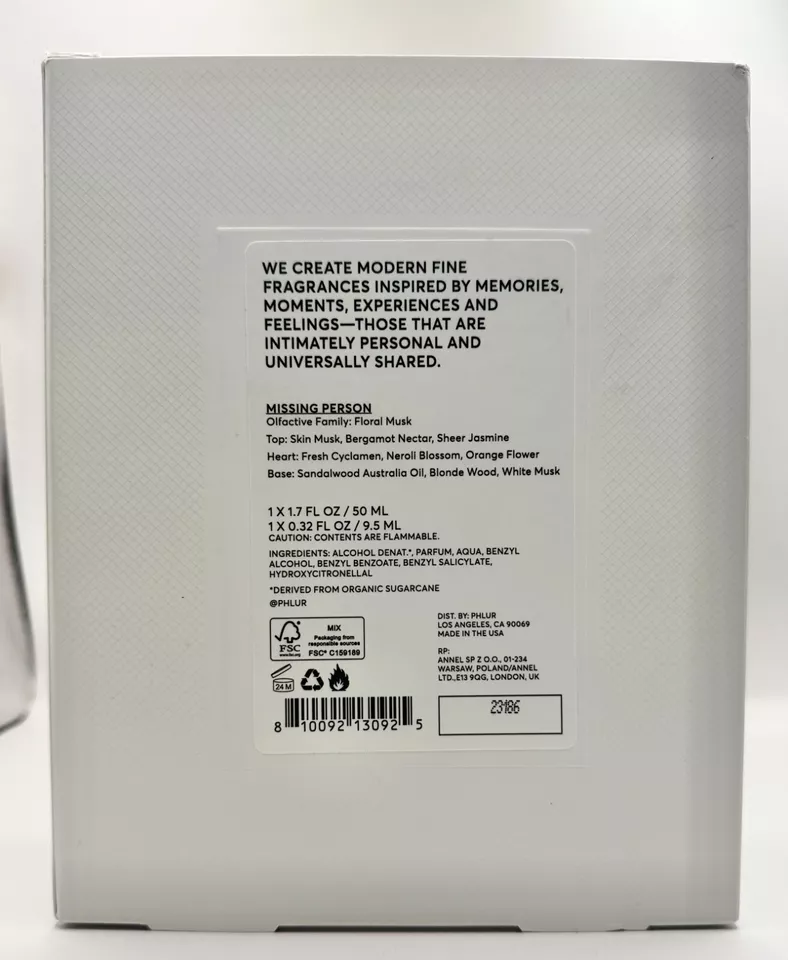 WE CREATE MODERN FINE
FRAGRANCES INSPIRED BY MEMORIES,
MOMENTS, EXPERIENCES AND
FEELINGS—THOSE THAT ARE
INTIMATELY PERSONAL AND
UNIVERSALLY SHARED.
MISSING PERSON
Olfactive Family: Floral Musk
Top: Skin Musk, Bergamot Nectar, Sheer Jasmine
Heart: Fresh Cyclamen, Neroli Blossom, Orange Flower
Base: Sandalwood Australia Oil, Blonde Wood, White Musk
1 X 1.7 FL OZ / 50 ML
1 X 0.32 FL OZ / 9.5 ML
CAUTION: CONTENTS ARE FLAMMABLE.
INGREDIENTS: ALCOHOL DENAT.*, PARFUM, AQUA, BENZYL
ALCOHOL, BENZYL BENZOATE, BENZYL SALICYLATE,
HYDROXYCITRONELLAL
*DERIVED FROM ORGANIC SUGARCANE
@PHLUR
FSC
www.fsc.org
MIX
Packaging from
responsible sources
FSC® C159189
24 M
8 10092 13092 5
DIST. BY: PHLUR
LOS ANGELES, CA 90069
MADE IN THE USA
RP:
ANNEL SP Z O.O., 01-234
WARSAW, POLAND/ANNEL
LTD.,E13 9QG, LONDON, UK
23186